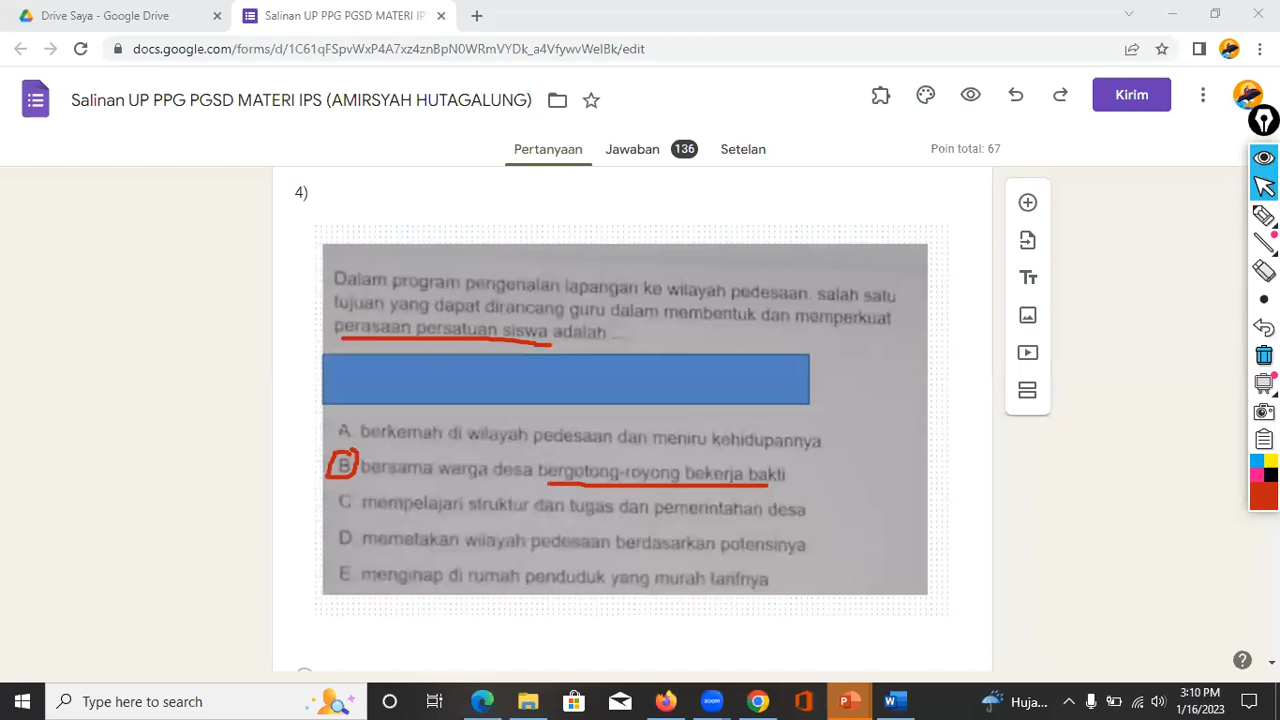 Drive Saya - Google Drive
Salinan UP PPG PGSD MATERI IPS
docs.google.com/forms/d/1C61qFSpvWxP4A7xz4znBpN0WRmVYDk_a4VfywvWelBk/edit
Salinan UP PPG PGSD MATERI IPS (AMIRSYAH HUTAGALUNG)
Kirim
Pertanyaan
Jawaban 136
Setelan
Poin total: 67
4)
Dalam program pengenalan lapangan ke wilayah pedesaan, salah satu
tujuan yang dapat dirancang guru dalam membentuk dan memperkuat
perasaan persatuan siswa adalah ...
A. berkemah di wilayah pedesaan dan meniru kehidupannya
B bersama warga desa bergotong-royong bekerja bakti
C mempelajari struktur dan tugas dan pemerintahan desa
D. memetakan wilayah pedesaan berdasarkan potensinya
E. menginap di rumah penduduk yang murah tarifnya
Tт
Type here to search
zoom
Huja...
3:10 PM
1/16/2023